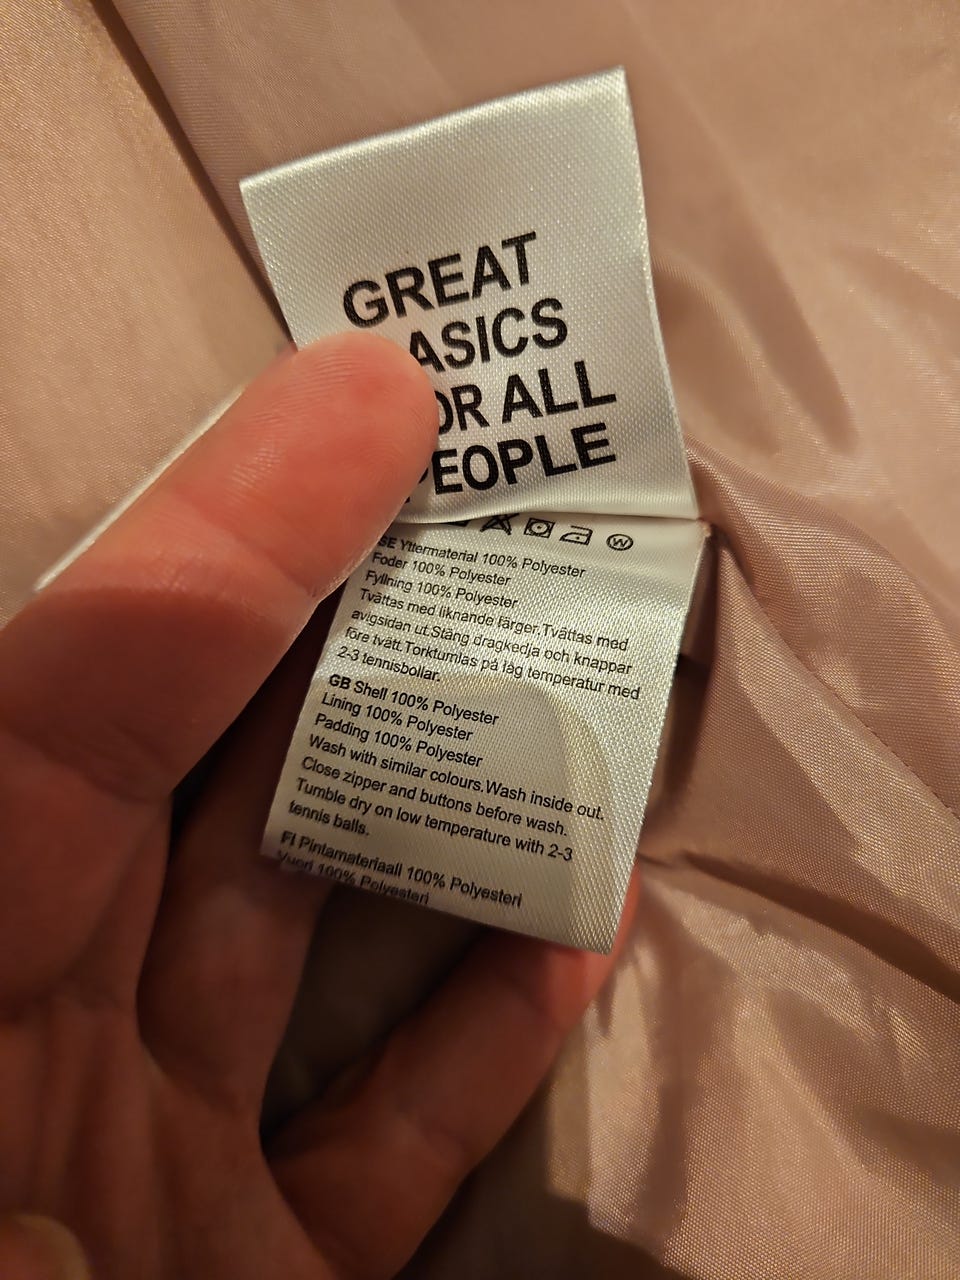 GREAT
ASICS
OR ALL
PEOPLE
W
SE Yttermaterial 100% Polyester
Foder 100% Polyester
Fyllning 100% Polyester
Tvättas med liknande färger.Tvättas med
avigsidan ut.Stäng dragkedja och knappar
före tvätt.Torktumlas på låg temperatur med
2-3 tennisbollar.
GB Shell 100% Polyester
Lining 100% Polyester
Padding 100% Polyester
Wash with similar colours.Wash inside out.
Close zipper and buttons before wash.
Tumble dry on low temperature with 2-3
tennis balls.
FI Pintamateriaali 100% Polyesteri
Vuori 100% Polyesteri